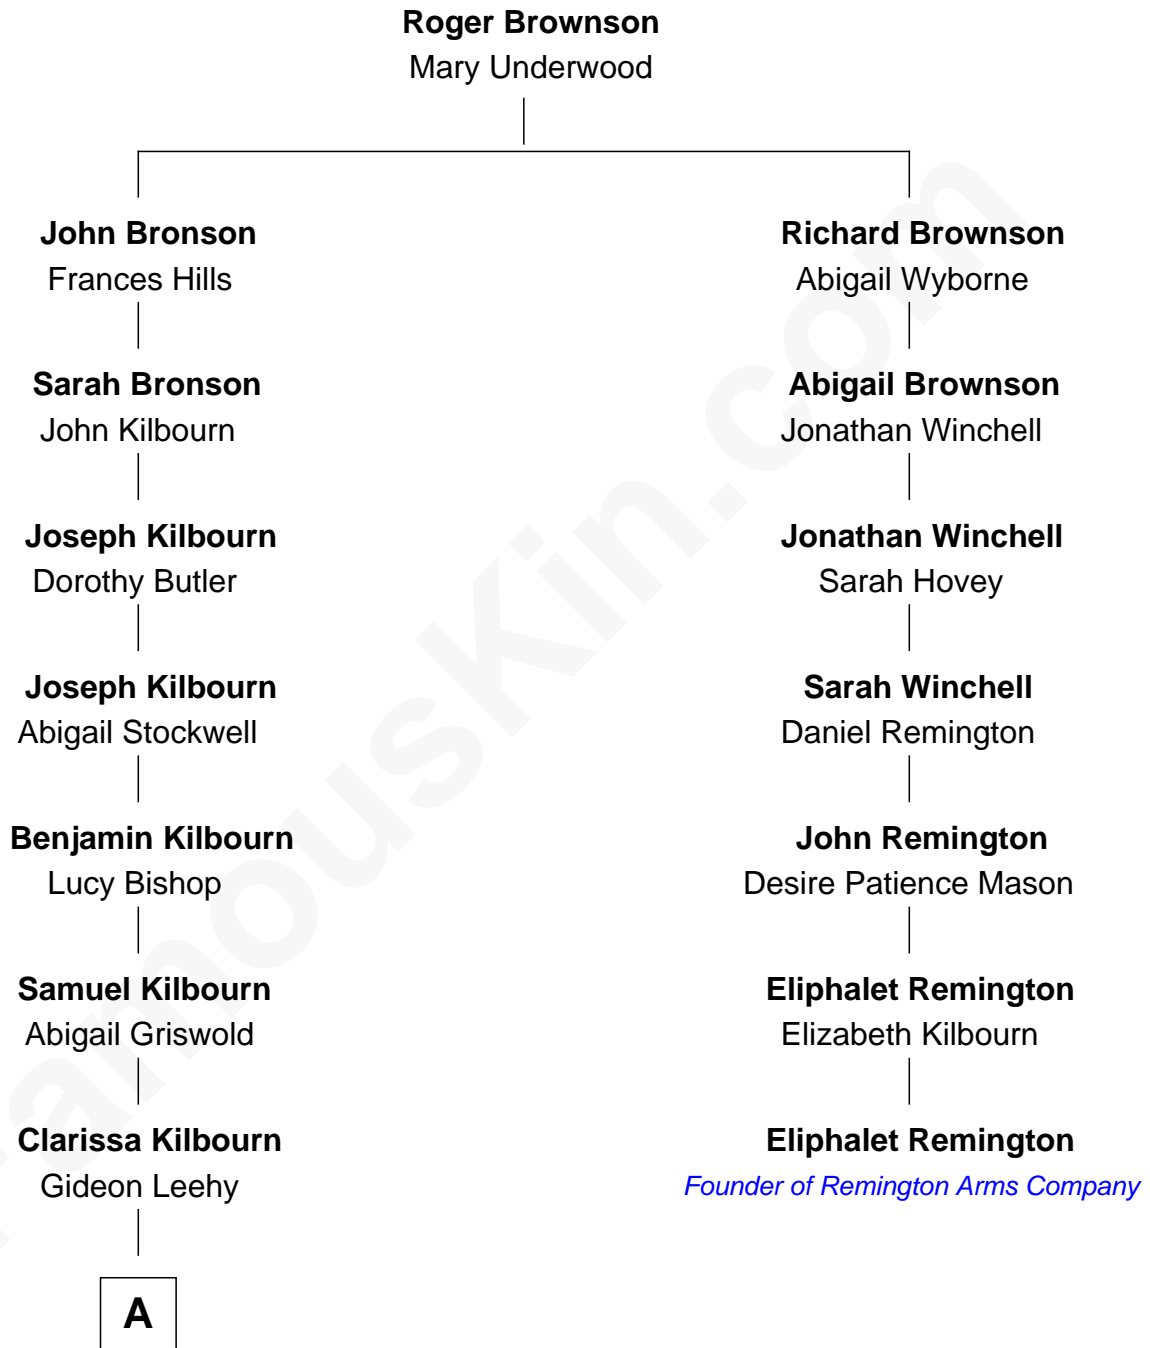 Roger Brownson
Mary Underwood
John Bronson
Frances Hills
Richard Brownson
Abigail Wyborne
Sarah Bronson
John Kilbourn
Abigail Brownson
Jonathan Winchell
Joseph Kilbourn
Dorothy Butler
Jonathan Winchell
Sarah Hovey
Joseph Kilbourn
Abigail Stockwell
Sarah Winchell
Daniel Remington
Benjamin Kilbourn
Lucy Bishop
John Remington
Desire Patience Mason
Samuel Kilbourn
Abigail Griswold
Eliphalet Remington
Elizabeth Kilbourn
Clarissa Kilbourn
Gideon Leehy
Eliphalet Remington
Founder of Remington Arms Company
A
FamousKin.com